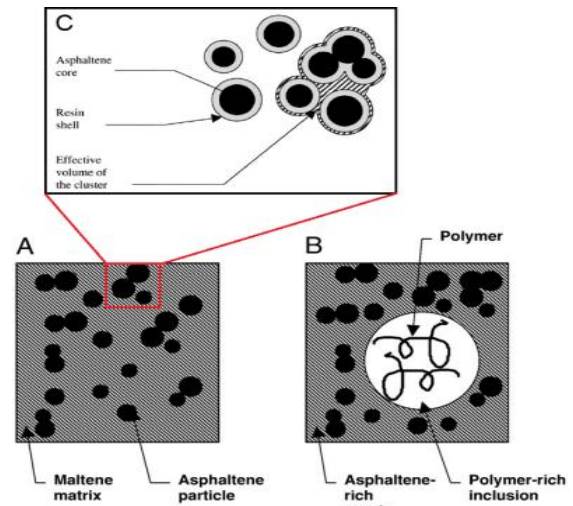 C
Asphaltene
core
Resin
shell
Effective
volume of
the cluster
A
B
Polymer
Maltene
matrix
Asphaltene
particle
Asphaltene-
rich
Polymer-rich
inclusion